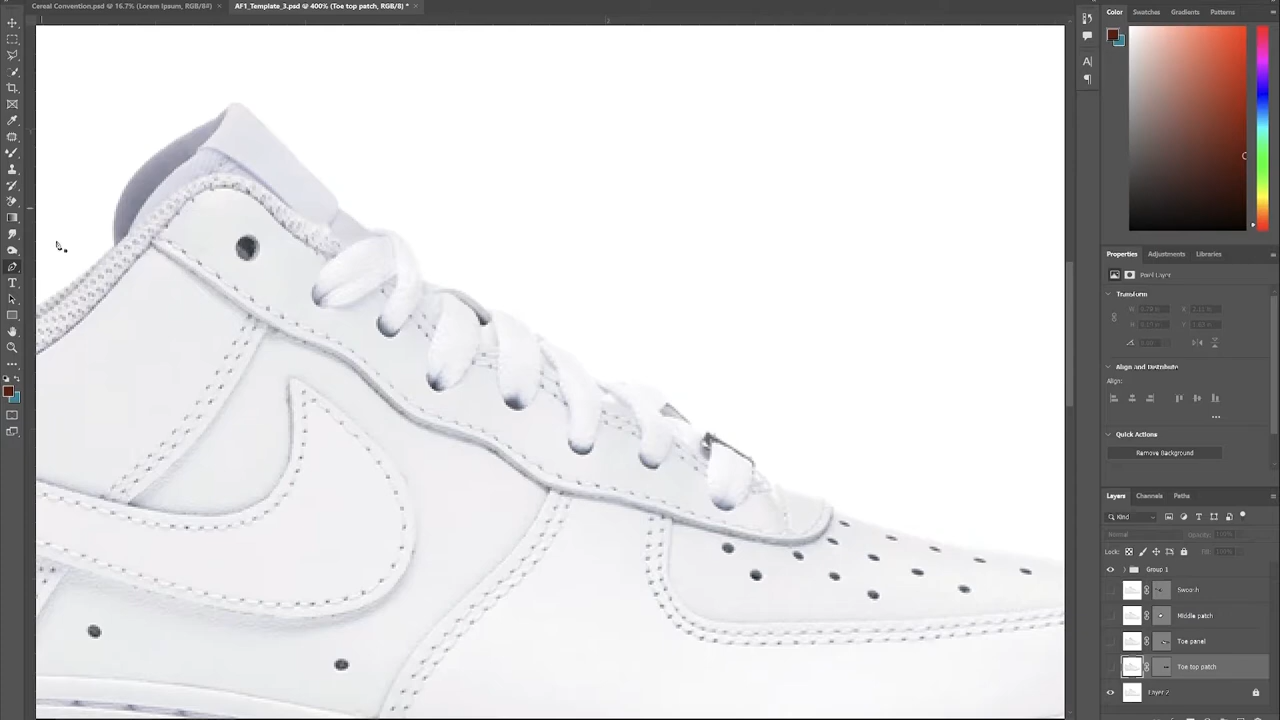 Cereal Convention.psd @ 16.7% (Lorem Ipsum, RGB/8#) ×
AF1_Template_3.psd @ 400% (Toe top patch, RGB/8) * ×
Color Swatches Gradients Patterns
Properties Adjustments Libraries
Pixel Layer
Transform
W
X
H
Y
Align and Distribute
Align:
Quick Actions
Remove Background
Layers Channels Paths
Kind
Normal Opacity: 100%
Lock:
Group 1
Swoosh
Middle patch
Toe panel
Toe top patch
Layer 2